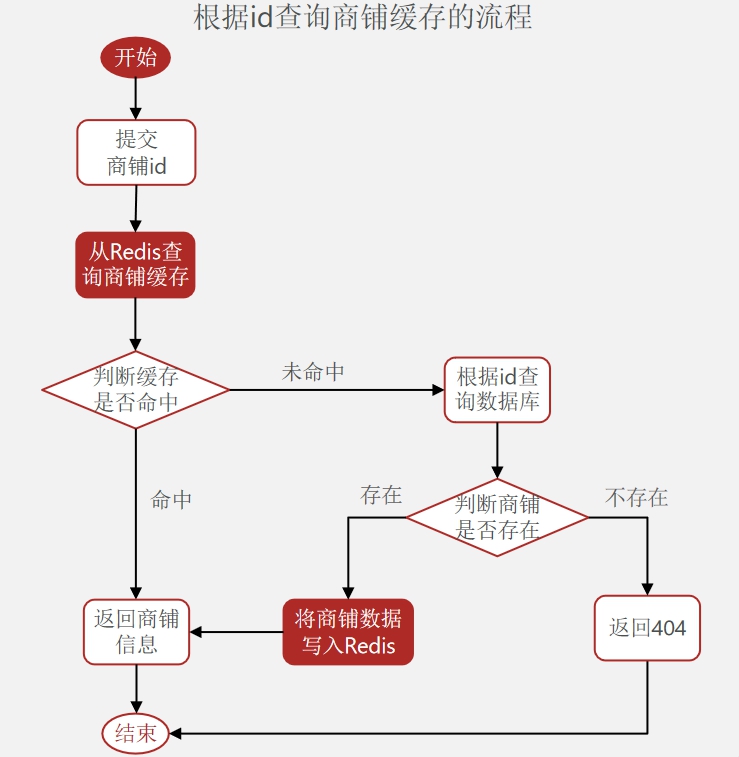 根据id查询商铺缓存的流程
开始
提交
商铺id
从Redis查
询商铺缓存
判断缓存
是否命中
未命中
根据id查
询数据库
命中
判断商铺
是否存在
存在
不存在
返回商铺
信息
将商铺数据
写入Redis
返回404
结束